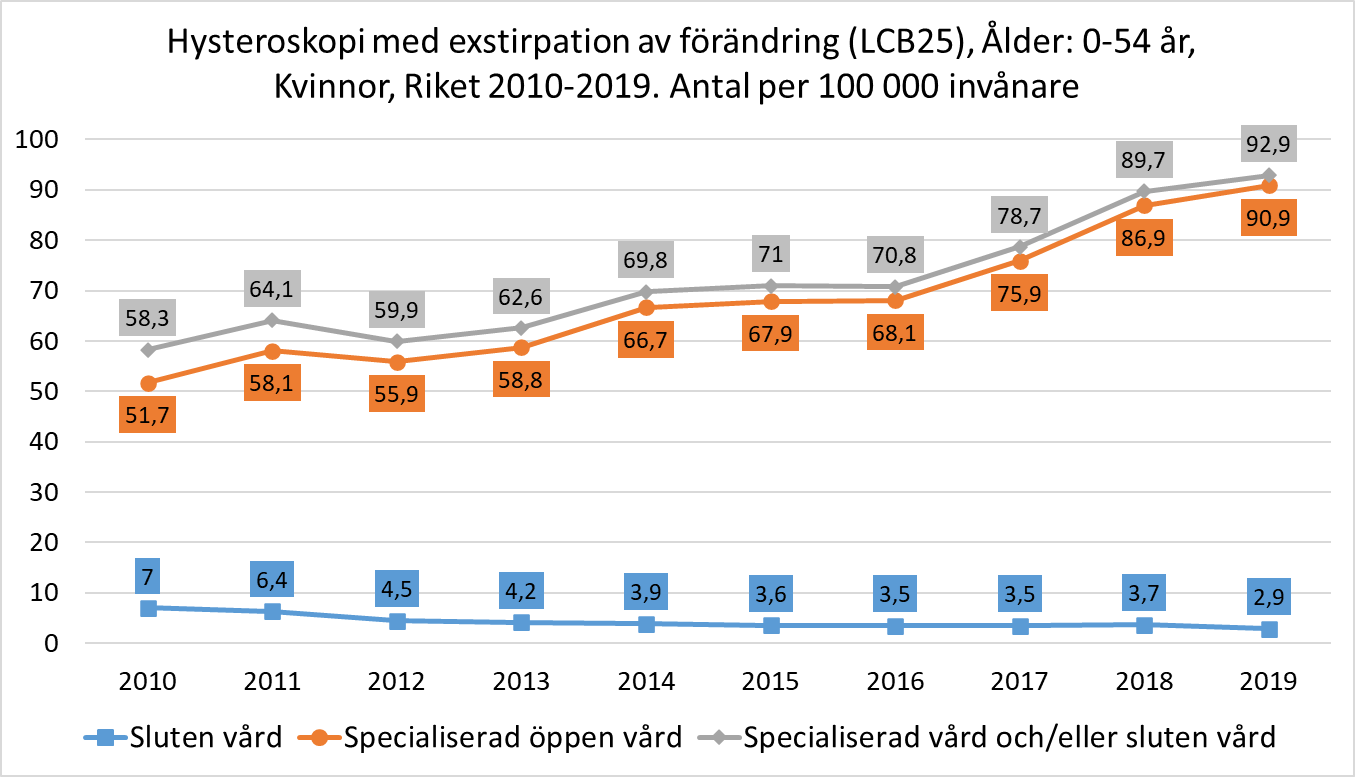 Hysteroskopi med exstirpation av förändring (LCB25), Ålder: 0-54 år,
Kvinnor, Riket 2010-2019. Antal per 100 000 invånare
100
90
80
70
60
50
40
30
20
10
0
58,3 64,1 59,9 62,6 69,8 71 70,8 78,7 89,7 92,9
51,7 58,1 55,9 58,8 66,7 67,9 68,1 75,9 86,9 90,9
7 6,4 4,5 4,2 3,9 3,6 3,5 3,5 3,7 2,9
2010 2011 2012 2013 2014 2015 2016 2017 2018 2019
Sluten vård Specialiserad öppen vård Specialiserad vård och/eller sluten vård